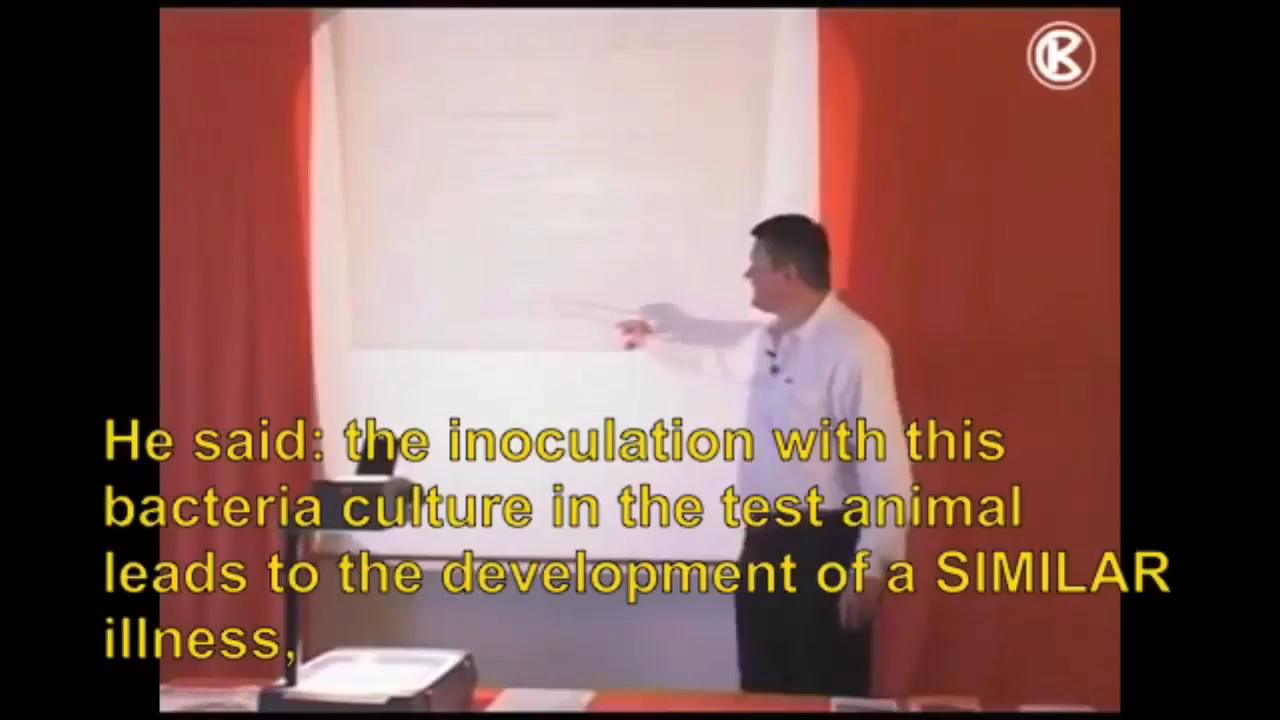 He said: the inoculation with this
bacteria culture in the test animal
leads to the development of a SIMILAR
illness,